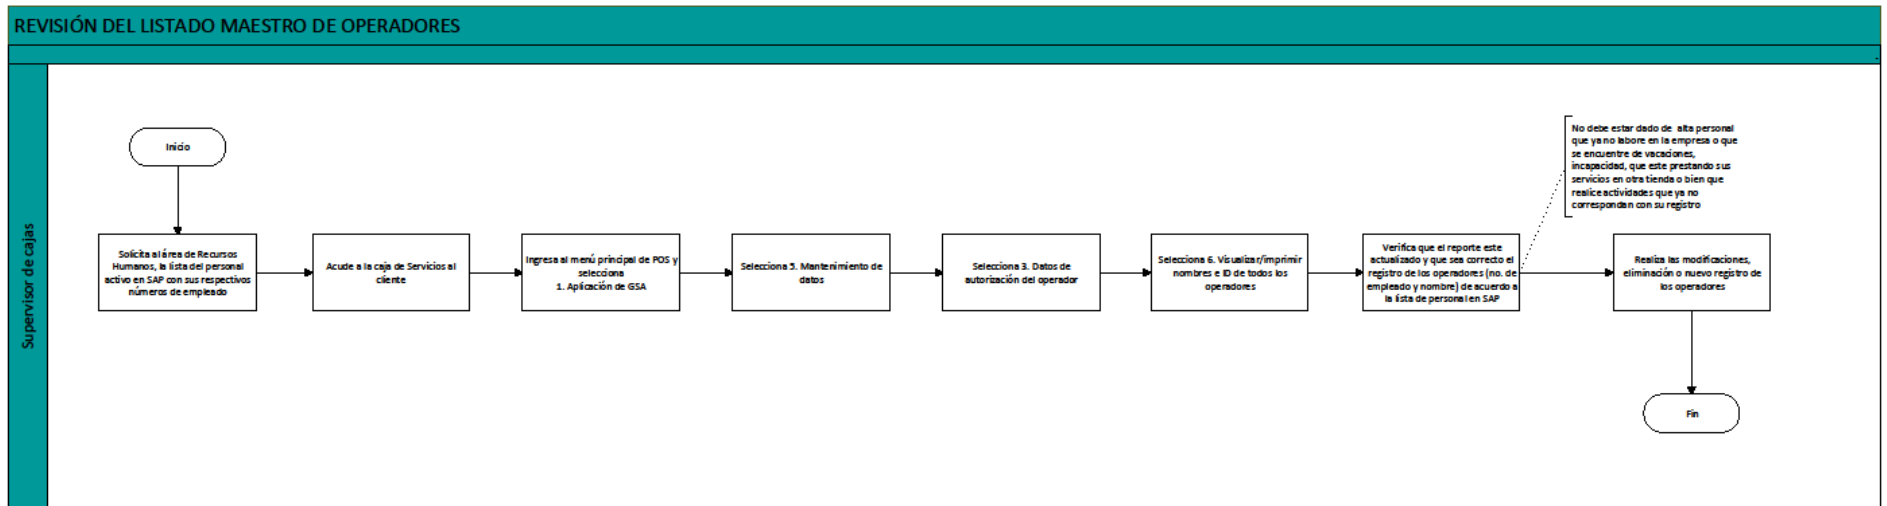 REVISIÓN DEL LISTADO MAESTRO DE OPERADORES
Supervisor de cajas
Inicio
Solicita al área de Recursos
Humanos, la lista del personal
activo en SAP con sus respectivos
números de empleado
Acude a la caja de Servicios al
cliente
Ingresa al menú principal de POS y
selecciona
1. Aplicación de GSA
Selecciona 5. Mantenimiento de
datos
Selecciona 3. Datos de
autorización del operador
Selecciona 6. Visualizar/imprimir
nombres e ID de todos los
operadores
Verifica que el reporte este
actualizado y que sea correcto el
registro de los operadores (no. de
empleado y nombre) de acuerdo a
la lista de personal en SAP
No debe estar dado de alta personal
que ya no labore en la empresa o que
se encuentre de vacaciones,
incapacidad, que este prestando sus
servicios en otra tienda o bien que
realice actividades que ya no
correspondan con su registro
Realiza las modificaciones,
eliminación o nuevo registro de
los operadores
Fin